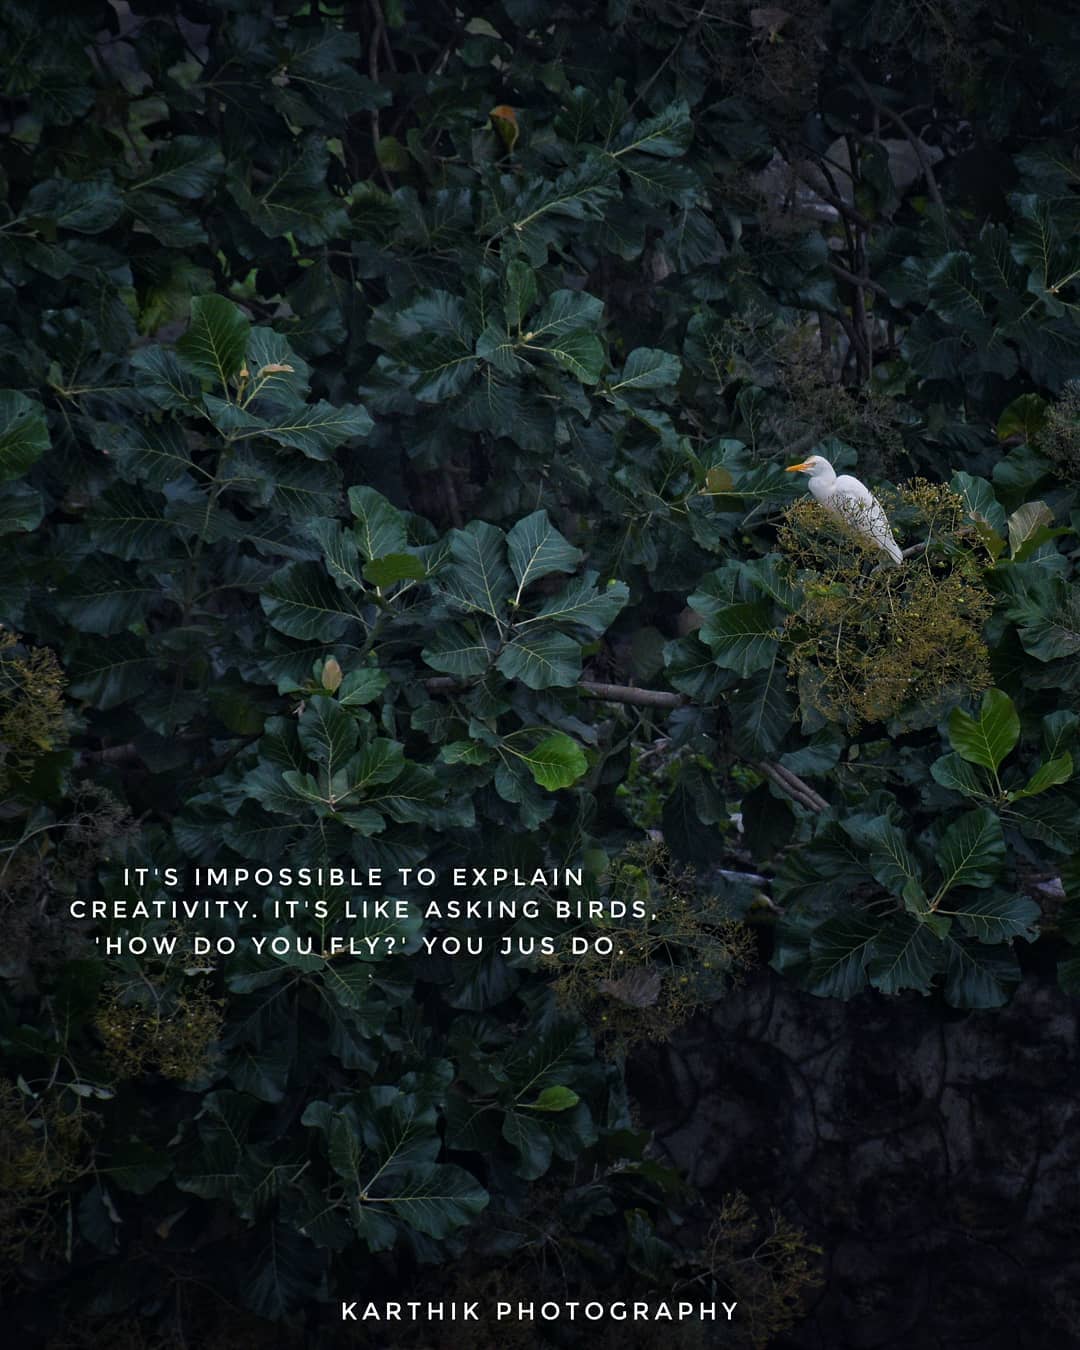 IT'S IMPOSSIBLE TO EXPLAIN
CREATIVITY. IT'S LIKE ASKING BIRDS,
'HOW DO YOU FLY?' YOU JUS DO.
KARTHIK PHOTOGRAPHY